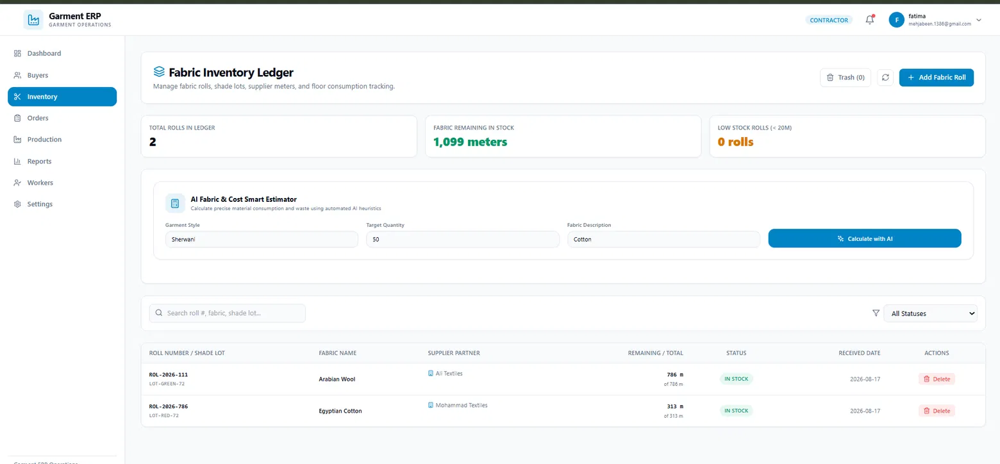 Garment ERP
GARMENT OPERATIONS
CONTRACTOR
F
fatima
mehjabeen.1386@gmail.com
Dashboard
Buyers
Inventory
Orders
Production
Reports
Workers
Settings
Fabric Inventory Ledger
Manage fabric rolls, shade lots, supplier meters, and floor consumption tracking.
Trash (0)
+ Add Fabric Roll
TOTAL ROLLS IN LEDGER
2
FABRIC REMAINING IN STOCK
1,099 meters
LOW STOCK ROLLS (< 20M)
0 rolls
AI Fabric & Cost Smart Estimator
Calculate precise material consumption and waste using automated AI heuristics
Garment Style
Sherwani
Target Quantity
50
Fabric Description
Cotton
Calculate with AI
Search roll #, fabric, shade lot...
All Statuses
ROLL NUMBER / SHADE LOT FABRIC NAME SUPPLIER PARTNER REMAINING / TOTAL STATUS RECEIVED DATE ACTIONS
ROL-2026-111
LOT-GREEN-72
Arabian Wool
Ali Textiles
786 m
of 786 m
IN STOCK
2026-08-17
Delete
ROL-2026-786
LOT-RED-72
Egyptian Cotton
Mohammad Textiles
313 m
of 313 m
IN STOCK
2026-08-17
Delete
Garment ERP Operations